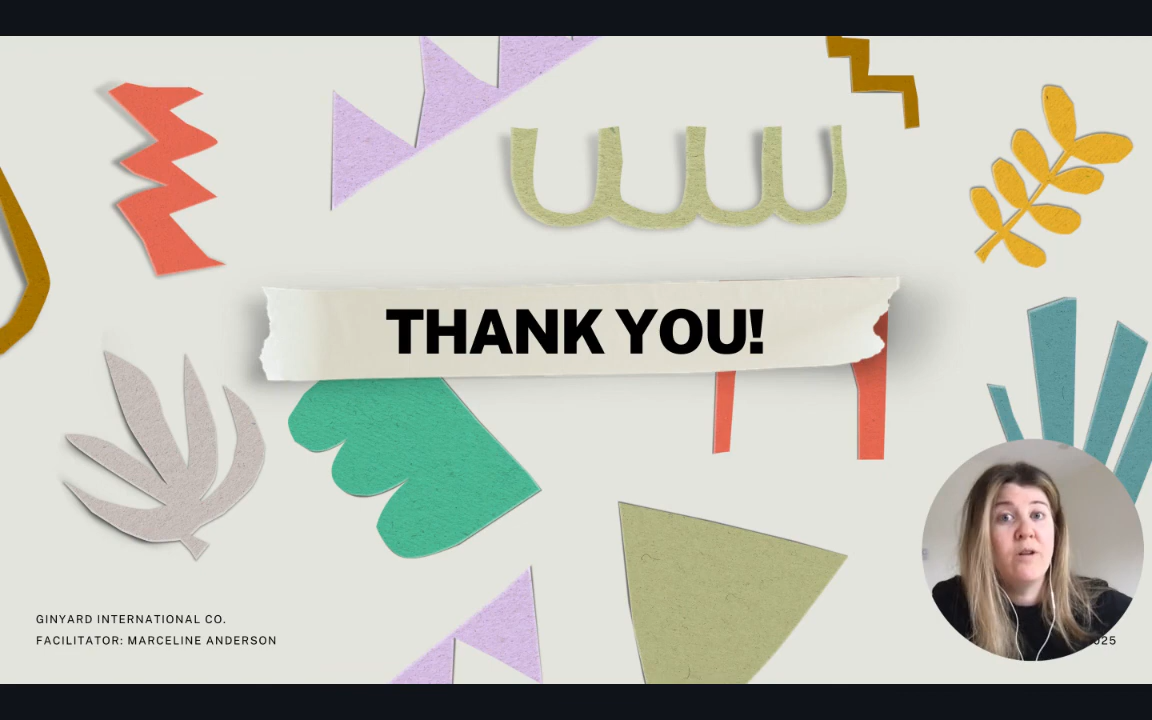 THANK YOU!
GINYARD INTERNATIONAL CO.
FACILITATOR: MARCELINE ANDERSON